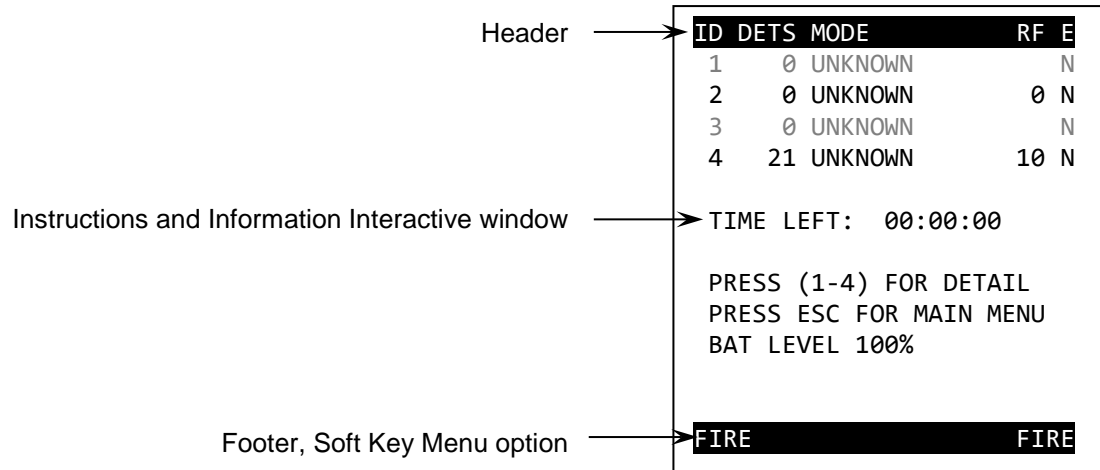 Header
ID DETS MODE RF E
1 0 UNKNOWN N
2 0 UNKNOWN 0 N
3 0 UNKNOWN N
4 21 UNKNOWN 10 N
Instructions and Information Interactive window
TIME LEFT: 00:00:00
PRESS (1-4) FOR DETAIL
PRESS ESC FOR MAIN MENU
BAT LEVEL 100%
Footer, Soft Key Menu option
FIRE FIRE